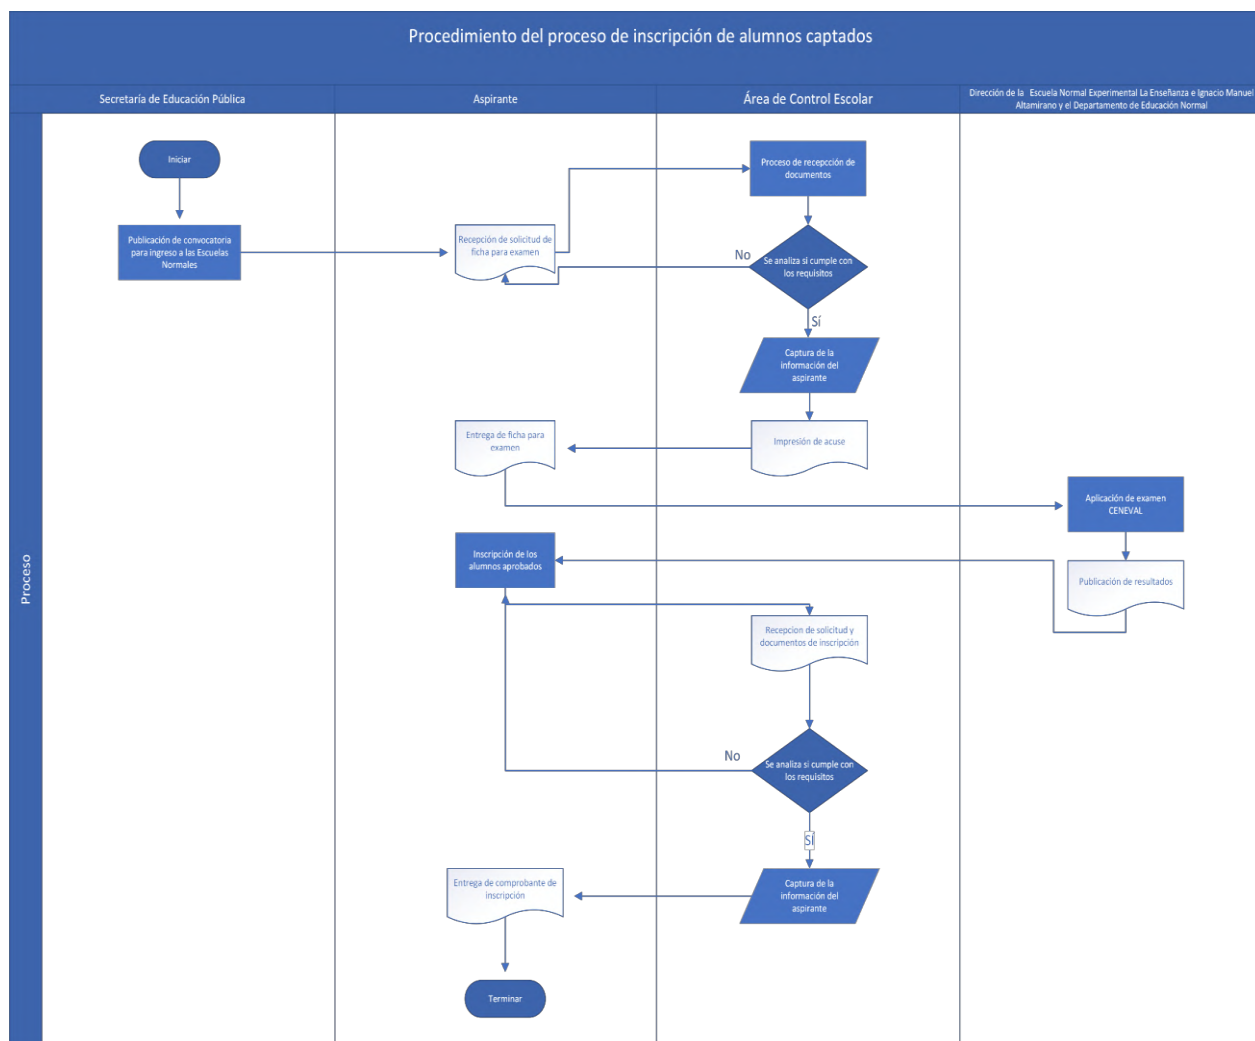 Procedimiento del proceso de inscripción de alumnos captados
Secretaría de Educación Pública
Aspirante
Área de Control Escolar
Dirección de la Escuela Normal Experimental La Enseñanza e Ignacio Manuel
Altamirano y el Departamento de Educación Normal
Proceso
Iniciar
Proceso de recepcción de
documentos
Publicación de convocatoria
para ingreso a las Escuelas
Normales
Recepción de solicitud de
ficha para examen
No
Se analiza si cumple con
los requisitos
Sí
Captura de la
información del
aspirante
Entrega de ficha para
examen
Impresión de acuse
Aplicación de examen
CENEVAL
Inscripción de los
alumnos aprobados
Publicación de resultados
Recepcion de solicitud y
documentos de inscripción
No
Se analiza si cumple con
los requisitos
SÍ
Entrega de comprobante de
inscripción
Captura de la
información del
aspirante
Terminar